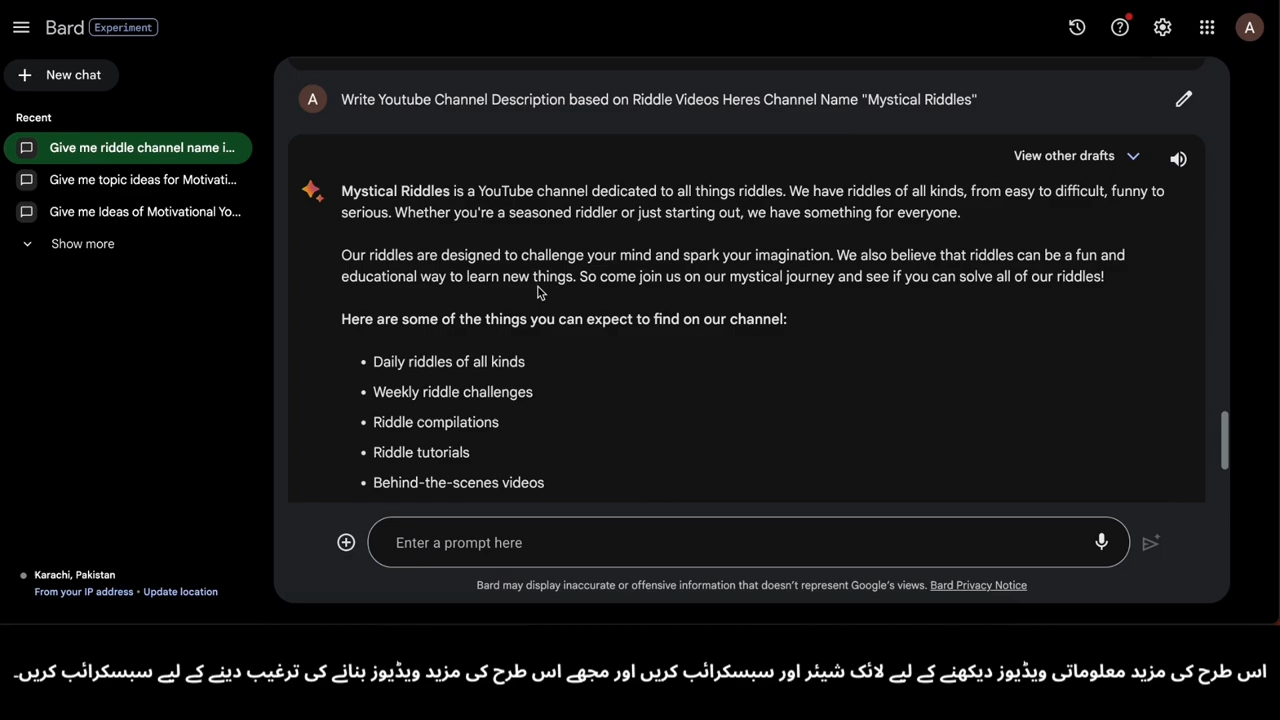 Bard Experiment
A
New chat
Recent
Give me riddle channel name i...
Give me topic ideas for Motivati...
Give me Ideas of Motivational Yo...
Show more
Karachi, Pakistan
From your IP address • Update location
A Write Youtube Channel Description based on Riddle Videos Heres Channel Name "Mystical Riddles"
View other drafts
Mystical Riddles is a YouTube channel dedicated to all things riddles. We have riddles of all kinds, from easy to difficult, funny to
serious. Whether you're a seasoned riddler or just starting out, we have something for everyone.
Our riddles are designed to challenge your mind and spark your imagination. We also believe that riddles can be a fun and
educational way to learn new things. So come join us on our mystical journey and see if you can solve all of our riddles!
Here are some of the things you can expect to find on our channel:
• Daily riddles of all kinds
• Weekly riddle challenges
• Riddle compilations
• Riddle tutorials
• Behind-the-scenes videos
Enter a prompt here
Bard may display inaccurate or offensive information that doesn't represent Google's views. Bard Privacy Notice
اس طرح کی مزید معلوماتی ویڈیوز دیکھنے کے لیے لائک شیئر اور سبسکرائب کریں اور مجھے اس طرح کی مزید ویڈیوز بنانے کی ترغیب دینے کے لیے سبسکرائب کریں۔